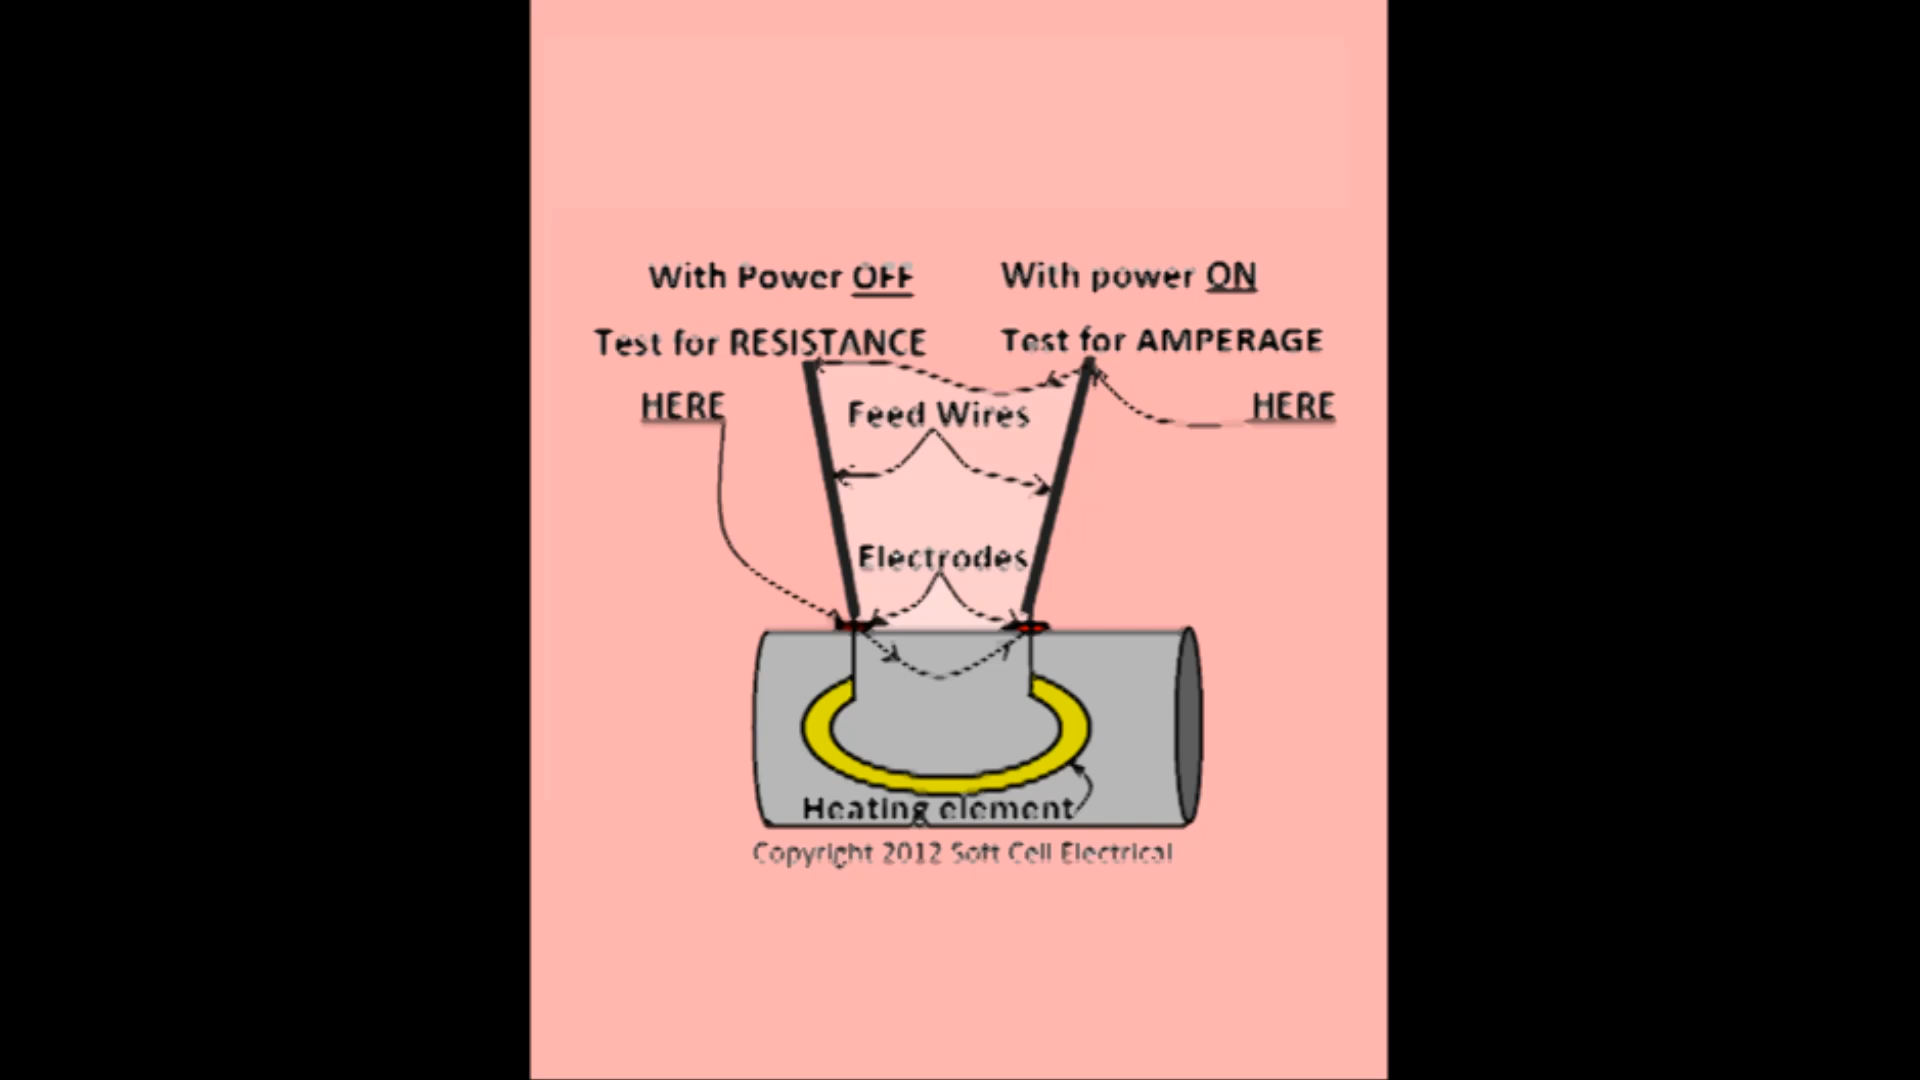 With Power OFF
Test for RESISTANCE
HERE
With power ON
Test for AMPERAGE
HERE
Feed Wires
Electrodes
Heating element
Copyright 2012 Soft Cell Electrical